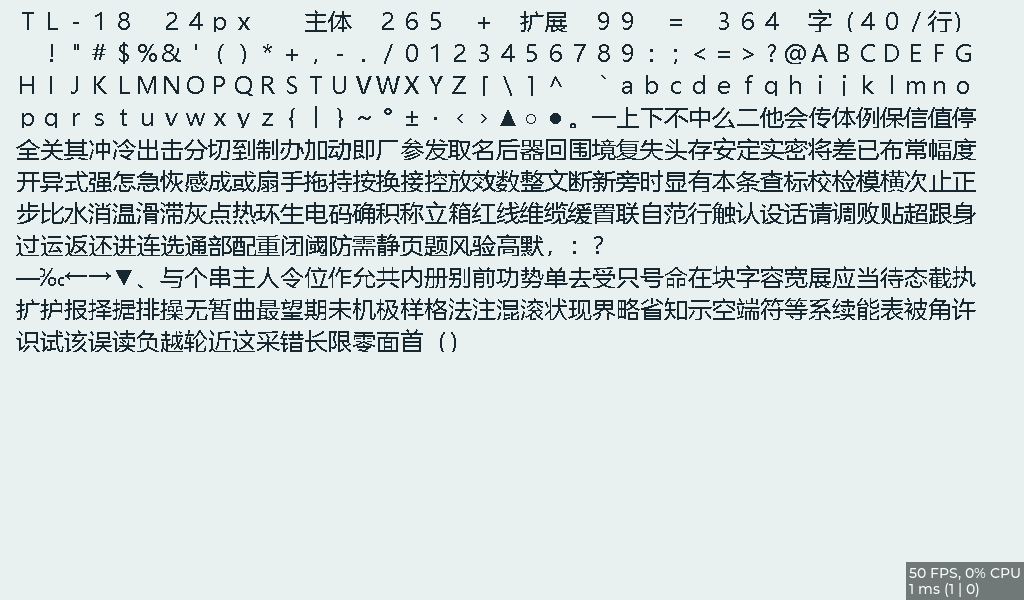 TL-18 24px 主体 265 + 扩展 99 = 364 字(40/行)
!"#$%&'()*+,-./0123456789:;<=>?@ABCDEFG
HIJKLMNOPQRSTUVWXYZ[\]^ `abcdefghijklmno
pqrstuvwxyz{|}~°±·‹›▲○●。一上下不中么二他会传体例保信值停
全关其冲冷出击分切到制办加动即厂参发取名后器回围境复失头存安定实密将差已布常幅度
开异式强怎急恢感成或扇手拖持按换接控放效数整文断新旁时显有本条查标校检模横次止正
步比水消温滑滞灰点热环生电码确积称立箱红线维缆缓置联自范行触认设话请调败贴超跟身
过运返还进连选通部配重闭阈防需静页题风验高默，：？
—‰←→▼、与个串主人令位作允共内册别前功势单去受只号命在块字容宽展应当待态截执
扩护报择据排操无暂曲最望期未机极样格法注混滚状现界略省知示空端符等系续能表被角许
识试该误读负越轮近这采错长限零面首（）
50 FPS, 0% CPU
1 ms (1 | 0)